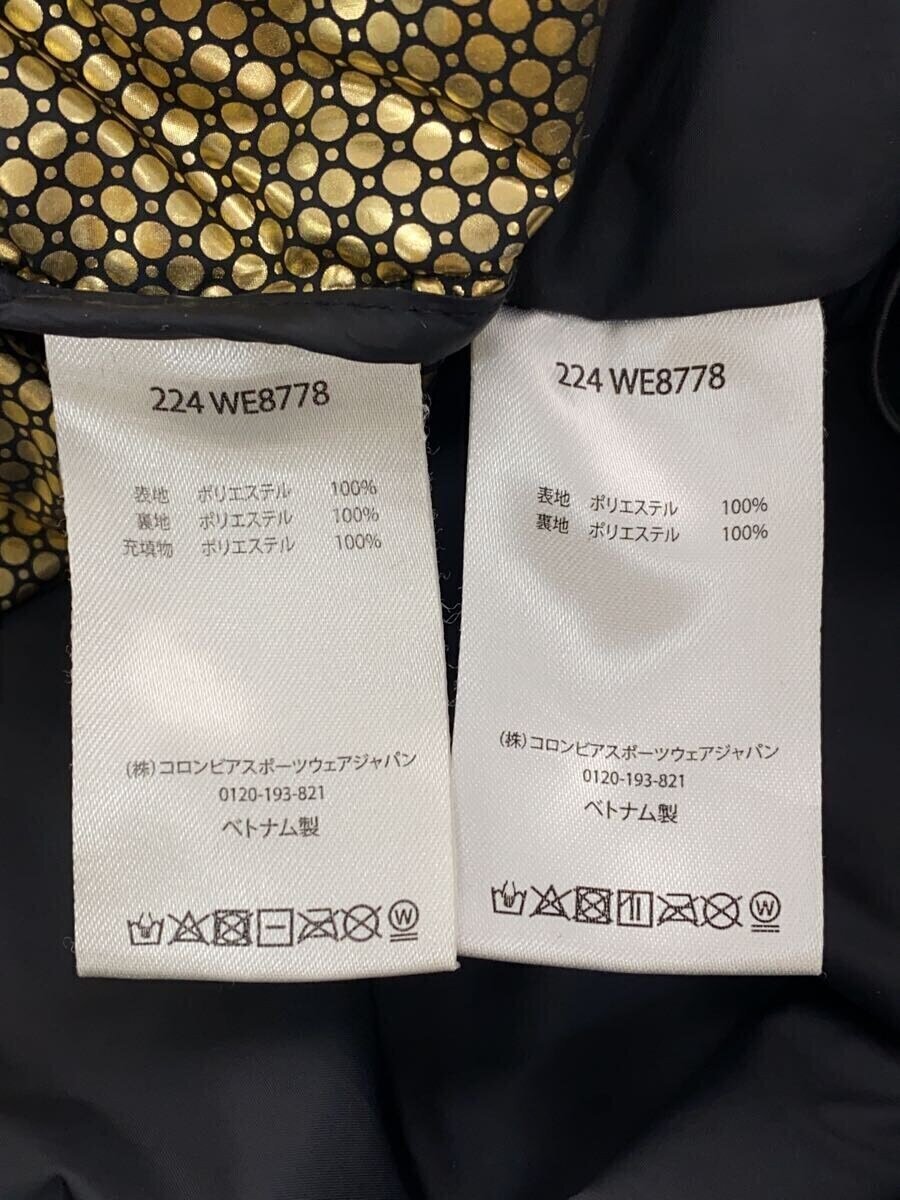 224 WE8778
表地 ポリエステル 100%
裏地 ポリエステル 100%
充填物 ポリエステル 100%
(株)コロンビアスポーツウェアジャパン
0120-193-821
ベトナム製
W
224 WE8778
表地 ポリエステル 100%
裏地 ポリエステル 100%
(株)コロンビアスポーツウェアジャパン
0120-193-821
ベトナム製
W